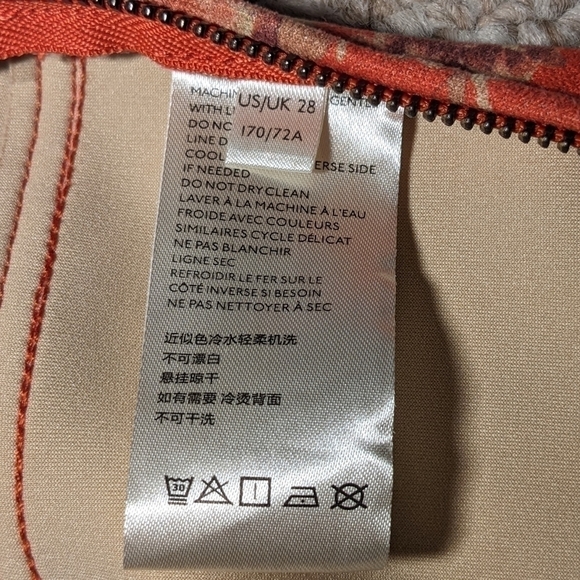 US/UK 28
170/72A
GENTLE
WITH
DO
LINE
COOL ERSE SIDE
IF NEEDED
DO NOT DRY CLEAN
LAVER À LA MACHINE À L'EAU
FROIDE AVEC COULEURS
SIMILAIRES CYCLE DÉLICAT
NE PAS BLANCHIR
LIGNE SEC
REFROIDIR LE FER SUR LE
CÔTÉ INVERSE SI BESOIN
NE PAS NETTOYER À SEC
近似色冷水轻柔机洗
不可漂白
悬挂晾干
如有需要 冷烫背面
不可干洗
30